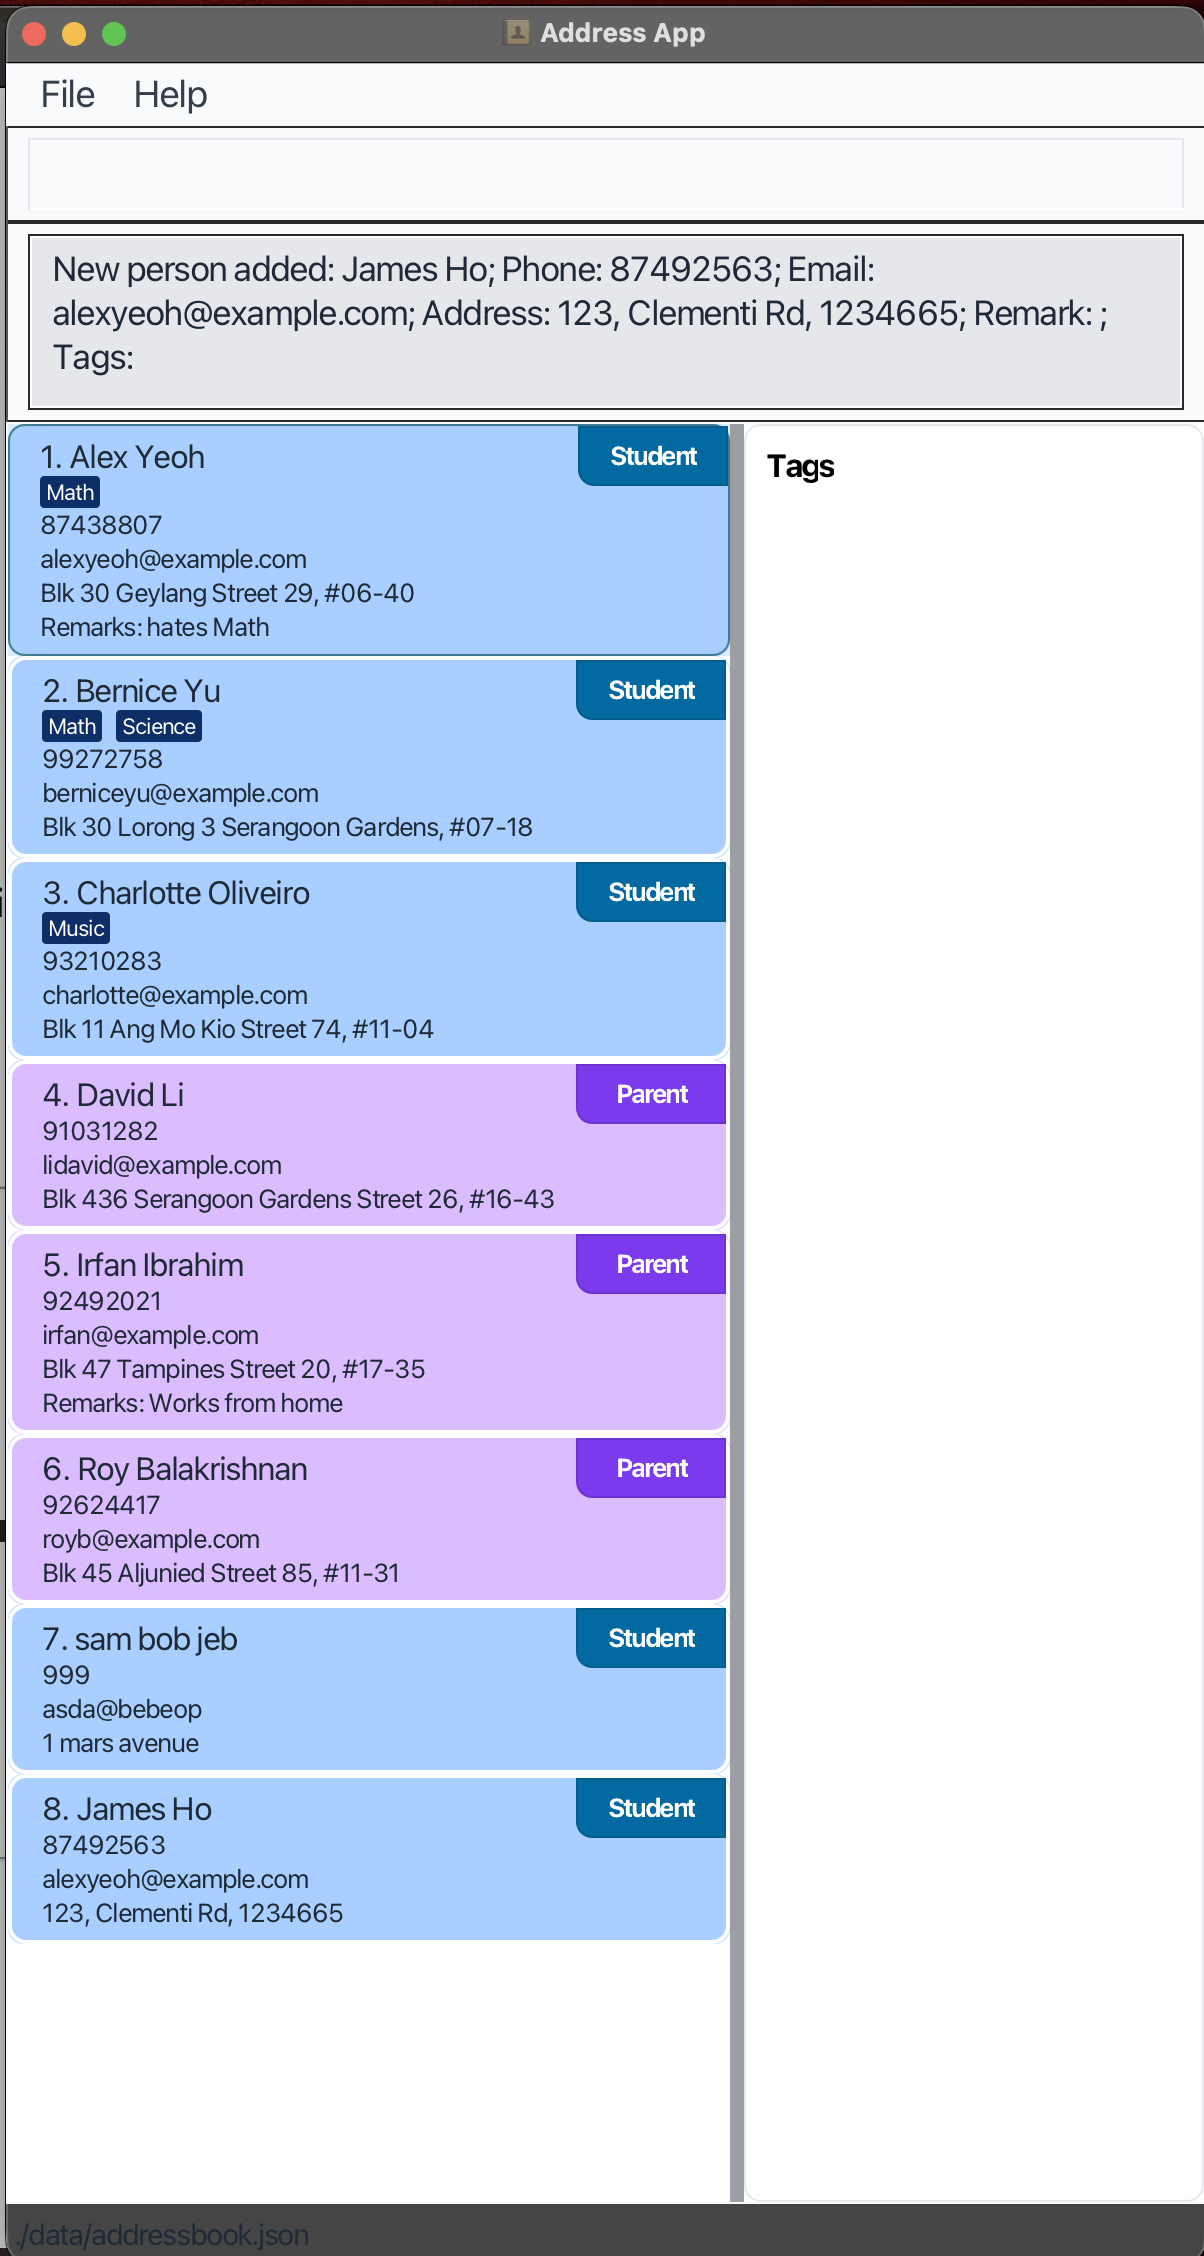 Address App
File Help
New person added: James Ho; Phone: 87492563; Email:
alexyeoh@example.com; Address: 123, Clementi Rd, 1234665; Remark: ;
Tags:
1. Alex Yeoh
Student
Math
87438807
alexyeoh@example.com
Blk 30 Geylang Street 29, #06-40
Remarks: hates Math
2. Bernice Yu
Student
Math Science
99272758
berniceyu@example.com
Blk 30 Lorong 3 Serangoon Gardens, #07-18
3. Charlotte Oliveiro
Student
Music
93210283
charlotte@example.com
Blk 11 Ang Mo Kio Street 74, #11-04
4. David Li
Parent
91031282
lidavid@example.com
Blk 436 Serangoon Gardens Street 26, #16-43
5. Irfan Ibrahim
Parent
92492021
irfan@example.com
Blk 47 Tampines Street 20, #17-35
Remarks: Works from home
6. Roy Balakrishnan
Parent
92624417
royb@example.com
Blk 45 Aljunied Street 85, #11-31
7. sam bob jeb
Student
999
asda@bebeop
1 mars avenue
8. James Ho
Student
87492563
alexyeoh@example.com
123, Clementi Rd, 1234665
Tags
./data/addressbook.json